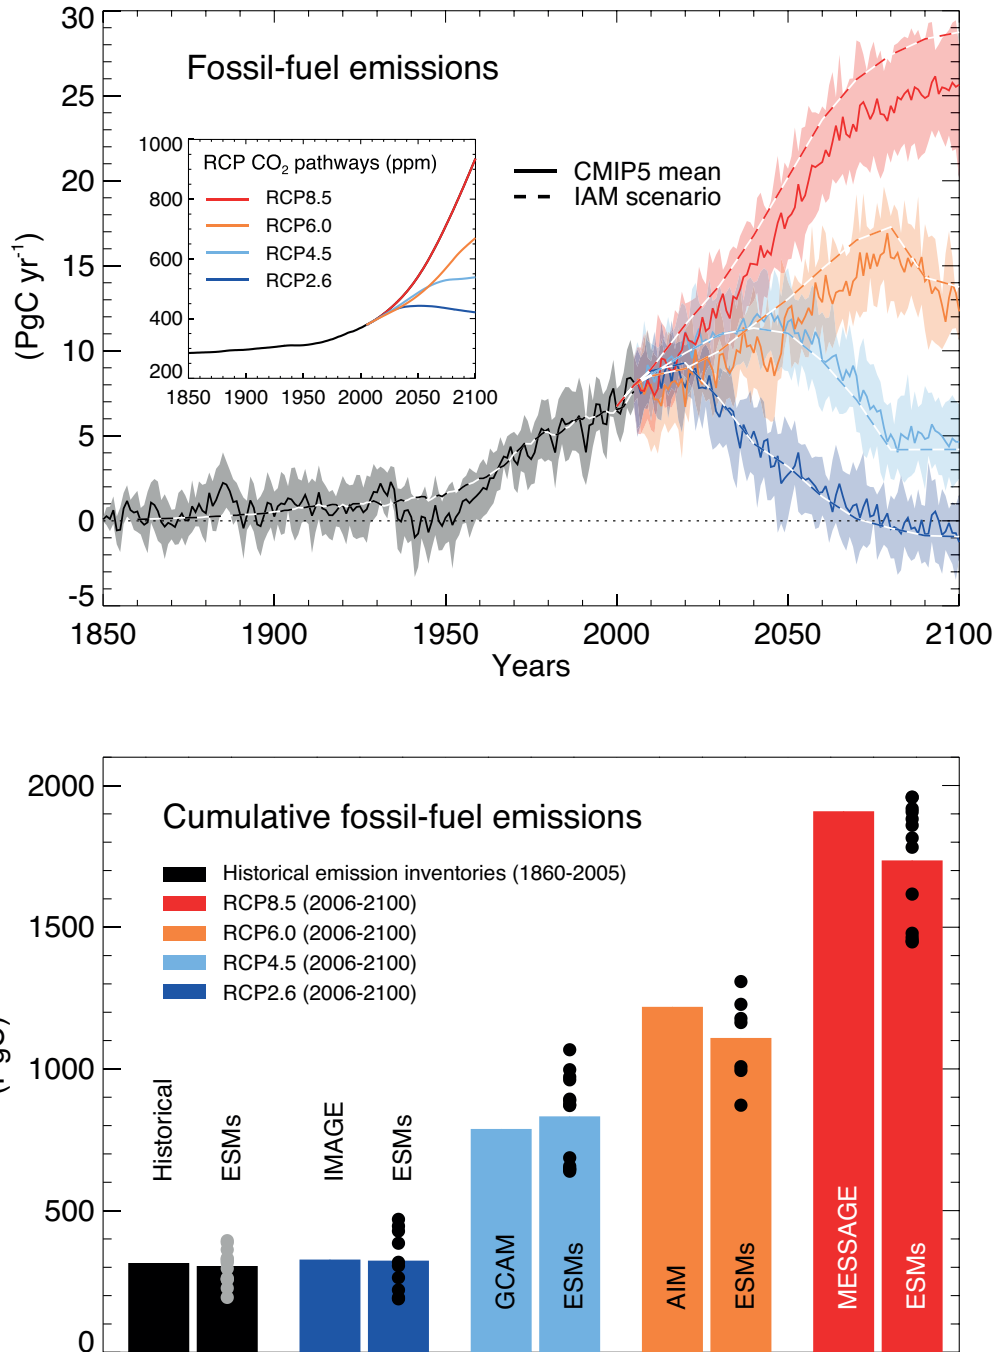 30
Fossil-fuel emissions
25
20
15
10
5
0
-5
(PgC yr-1)
1000
800
600
400
200
RCP CO2 pathways (ppm)
RCP8.5
RCP6.0
RCP4.5
RCP2.6
1850 1900 1950 2000 2050 2100
CMIP5 mean
IAM scenario
1850 1900 1950 2000 2050 2100
Years
2000
1500
1000
500
0
Cumulative fossil-fuel emissions
Historical emission inventories (1860-2005)
RCP8.5 (2006-2100)
RCP6.0 (2006-2100)
RCP4.5 (2006-2100)
RCP2.6 (2006-2100)
Historical
ESMs
IMAGE
ESMs
GCAM
ESMs
AIM
ESMs
MESSAGE
ESMs